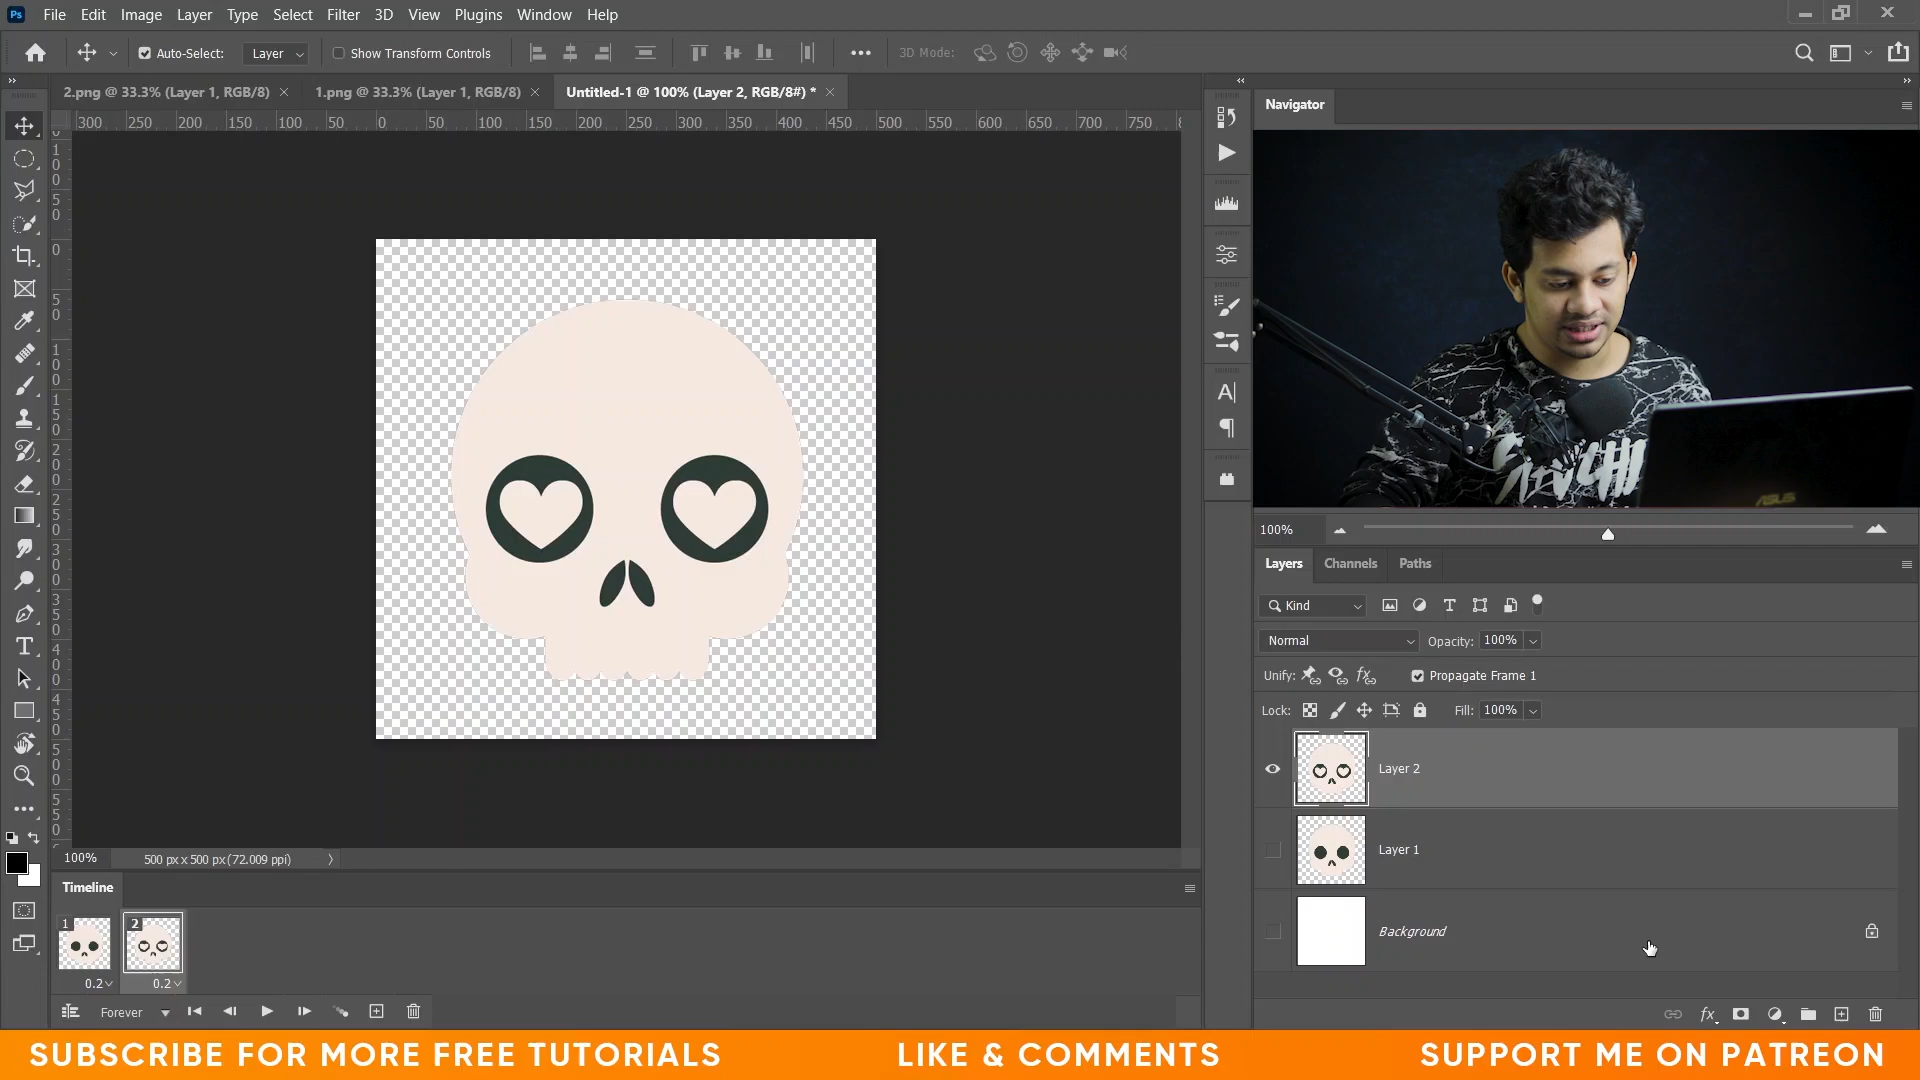 Ps File Edit Image Layer Type Select Filter 3D View Plugins Window Help
Auto-Select: Layer Show Transform Controls 3D Mode:
2.png @ 33.3% (Layer 1, RGB/8) 1.png @ 33.3% (Layer 1, RGB/8) Untitled-1 @ 100% (Layer 2, RGB/8#) *
Navigator
300 250 200 150 100 50 0 50 100 150 200 250 300 350 400 450 500 550 600 650 700 750
ASUS
100%
Layers Channels Paths
Kind
Normal Opacity: 100%
Unify: Propagate Frame 1
Lock: Fill: 100%
Layer 2
Layer 1
Background
100% 500 px x 500 px (72.009 ppi)
Timeline
1 2
0.2 0.2
Forever
SUBSCRIBE FOR MORE FREE TUTORIALS LIKE & COMMENTS SUPPORT ME ON PATREON